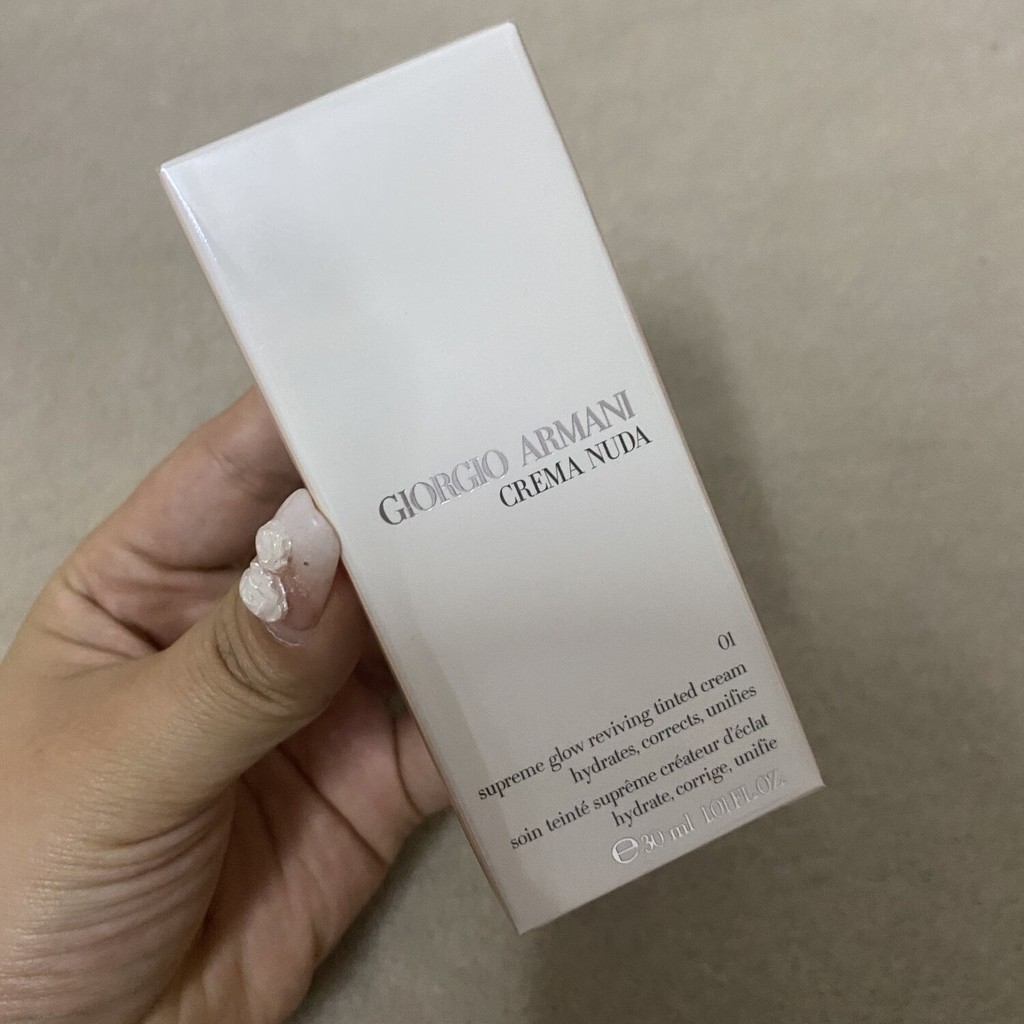 GIORGIO ARMANI
CREMA NUDA
01
supreme glow reviving tinted cream
hydrates, corrects, unifies
soin teinté suprême créateur d'éclat
hydrate, corrige, unifie
℮ 30 ml 1.01 FL.OZ.